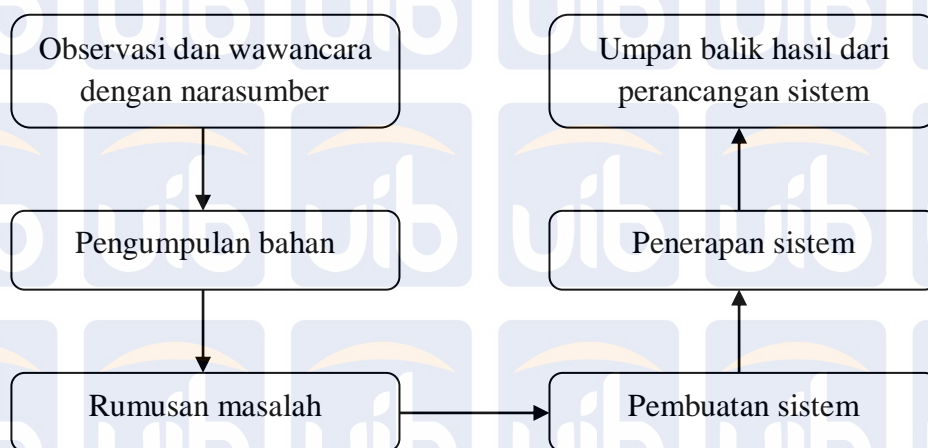 Observasi dan wawancara
dengan narasumber
Pengumpulan bahan
Rumusan masalah
Pembuatan sistem
Penerapan sistem
Umpan balik hasil dari
perancangan sistem
uib